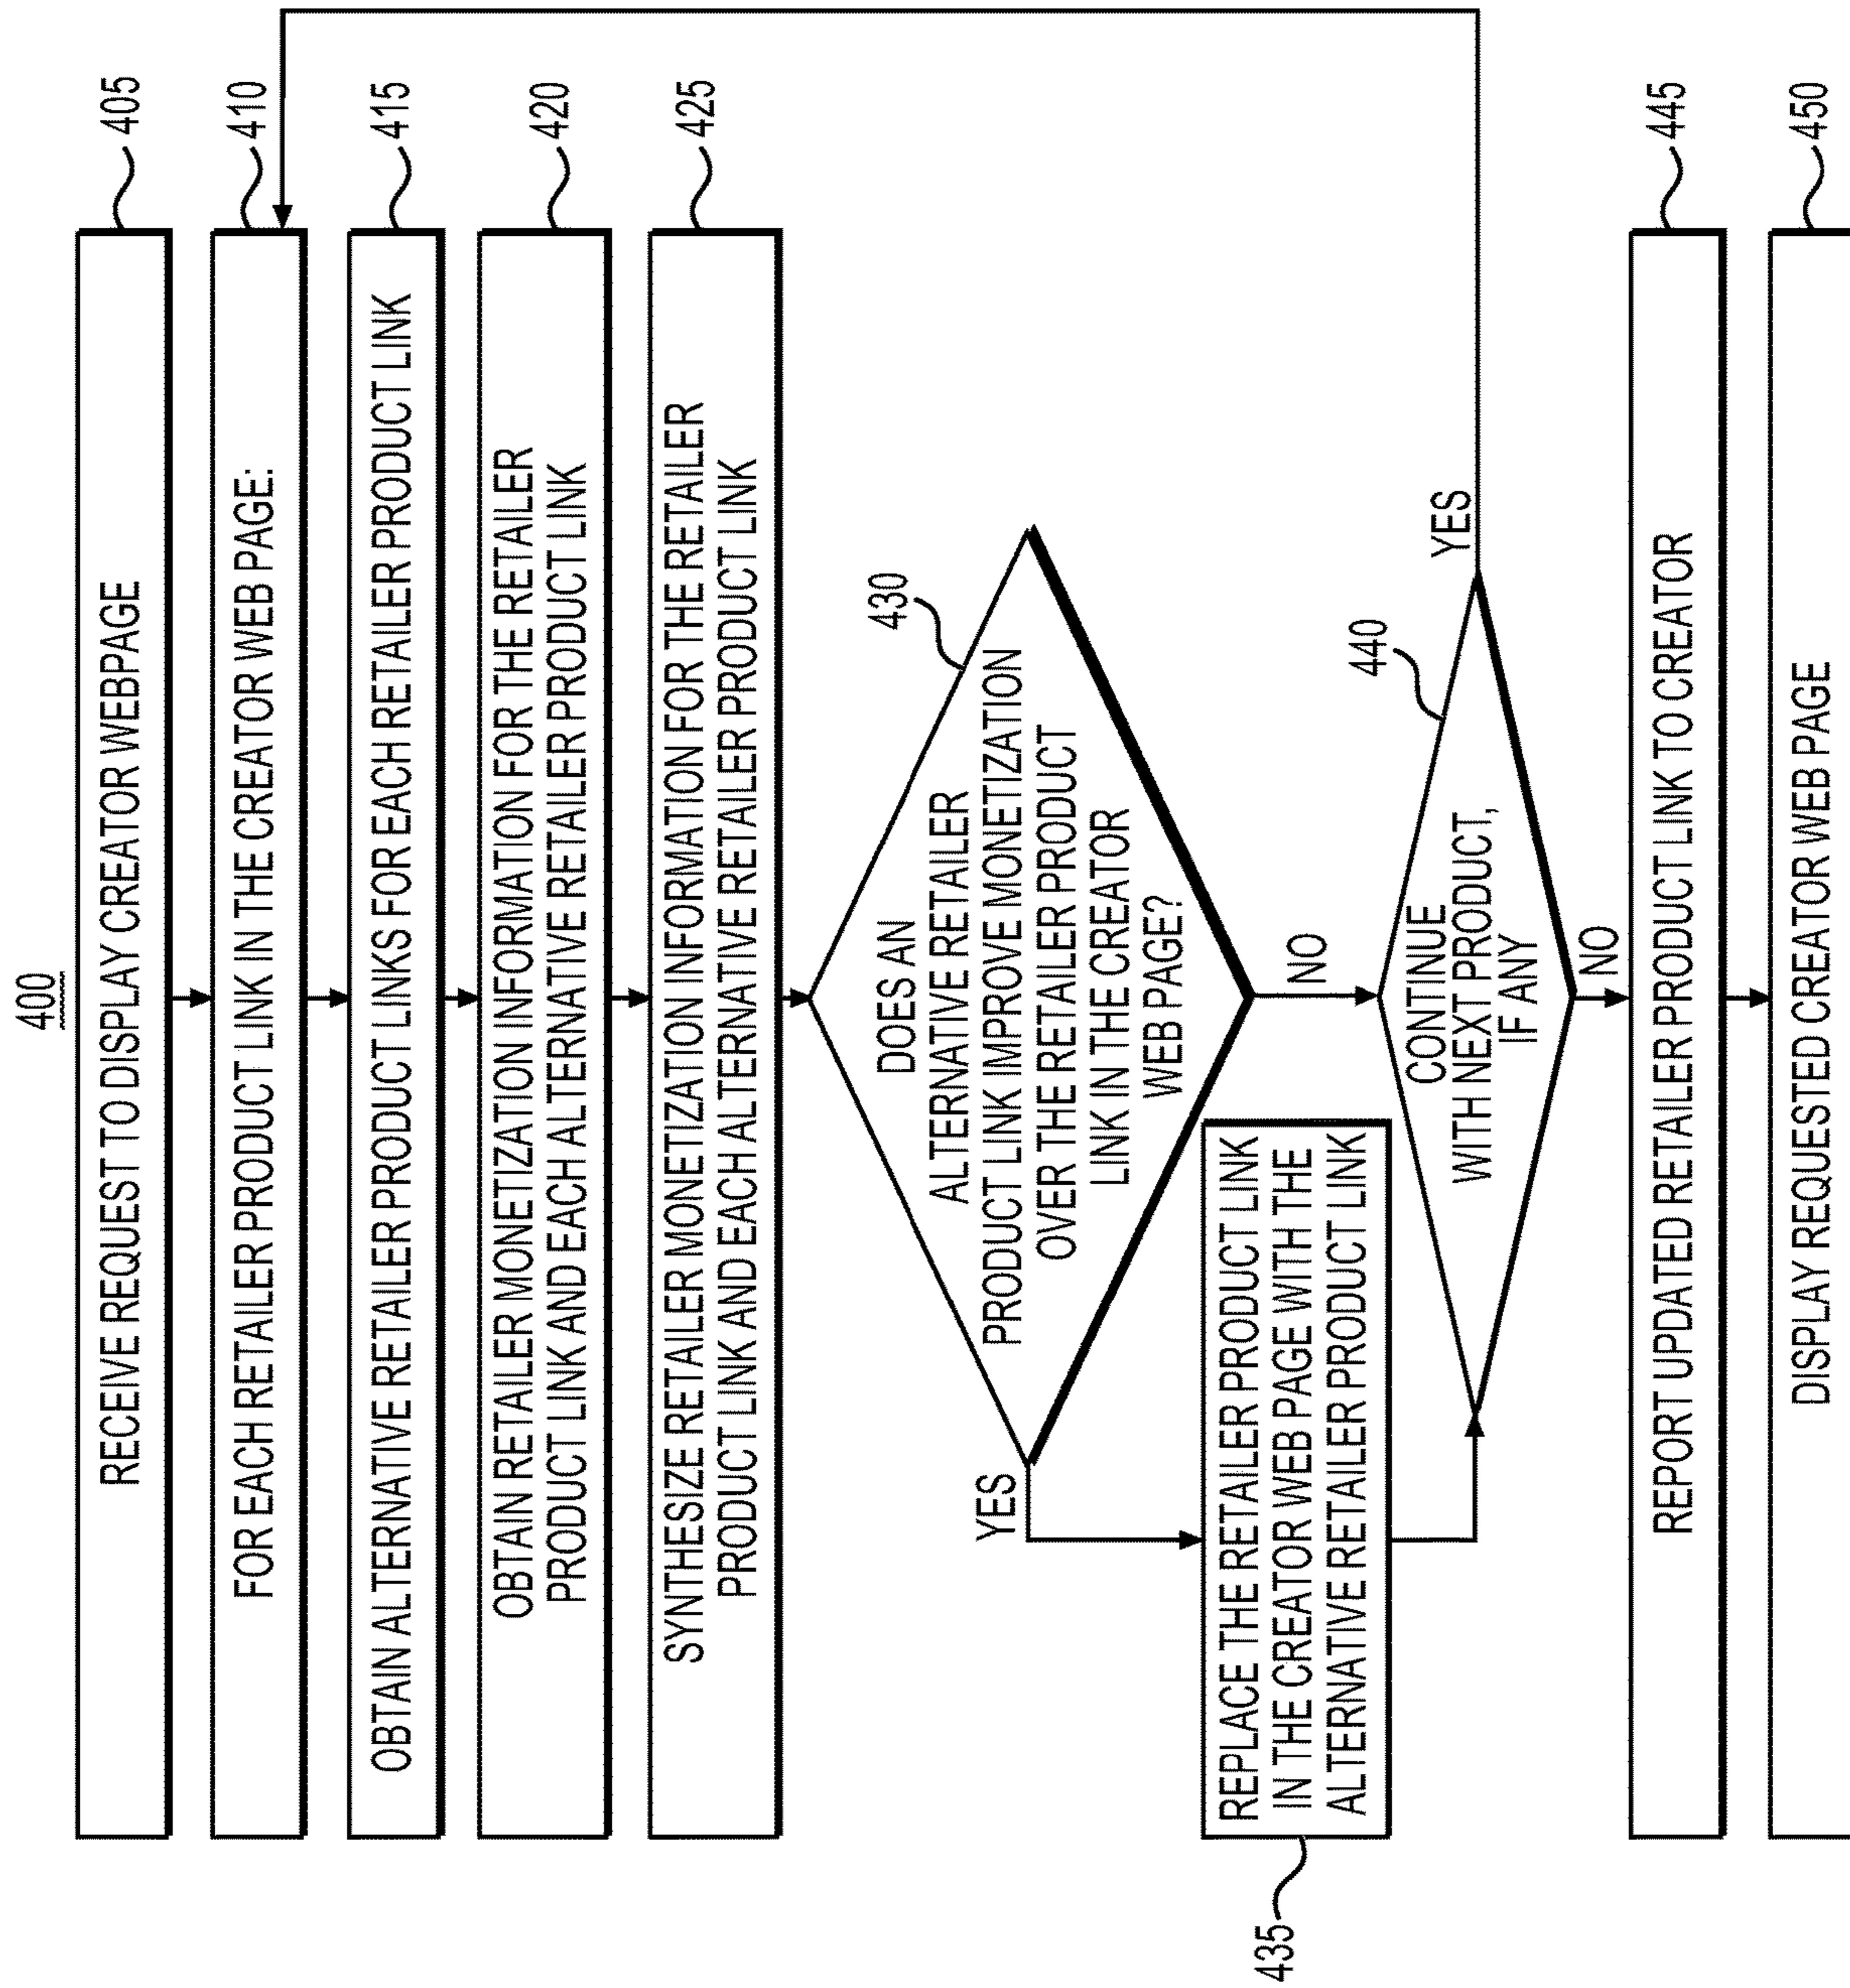 400
RECEIVE REQUEST TO DISPLAY CREATOR WEBPAGE
405
FOR EACH RETAILER PRODUCT LINK IN THE CREATOR WEB PAGE:
410
OBTAIN ALTERNATIVE RETAILER PRODUCT LINKS FOR EACH RETAILER PRODUCT LINK
415
OBTAIN RETAILER MONETIZATION INFORMATION FOR THE RETAILER
PRODUCT LINK AND EACH ALTERNATIVE RETAILER PRODUCT LINK
420
SYNTHESIZE RETAILER MONETIZATION INFORMATION FOR THE RETAILER
PRODUCT LINK AND EACH ALTERNATIVE RETAILER PRODUCT LINK
425
DOES AN
ALTERNATIVE RETAILER
PRODUCT LINK IMPROVE MONETIZATION
OVER THE RETAILER PRODUCT
LINK IN THE CREATOR
WEB PAGE?
430
YES
NO
REPLACE THE RETAILER PRODUCT LINK
IN THE CREATOR WEB PAGE WITH THE
ALTERNATIVE RETAILER PRODUCT LINK
435
CONTINUE
WITH NEXT PRODUCT,
IF ANY
440
YES
NO
REPORT UPDATED RETAILER PRODUCT LINK TO CREATOR
445
DISPLAY REQUESTED CREATOR WEB PAGE
450